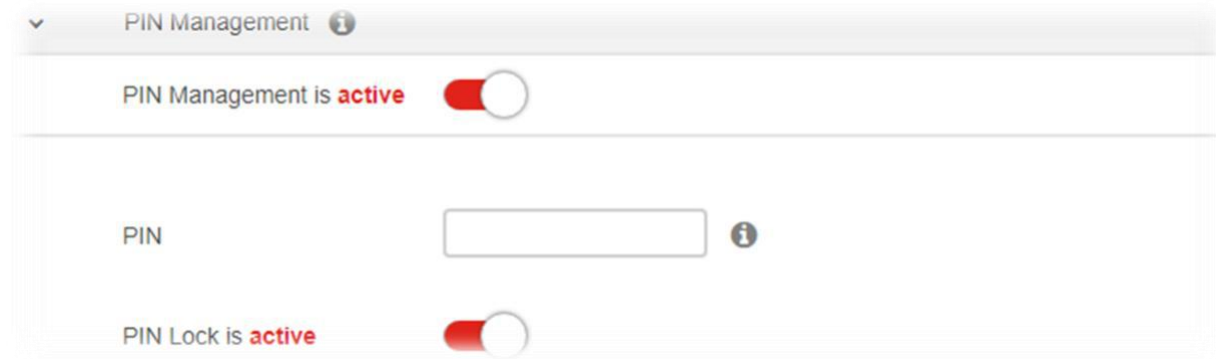 PIN Management
PIN Management is active
PIN
PIN Lock is active